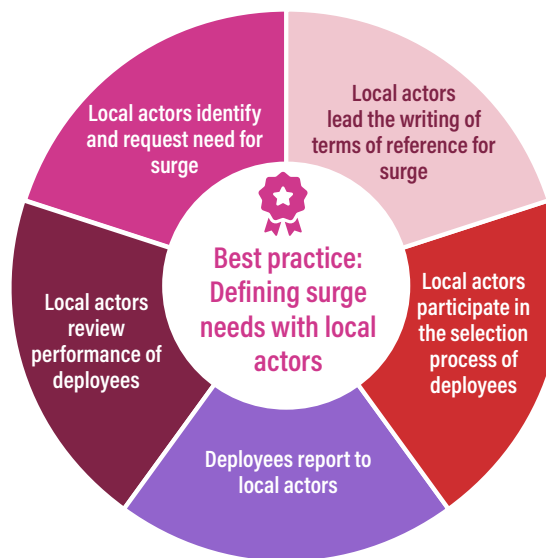 Local actors identify
and request need for
surge
Local actors
lead the writing of
terms of reference for
surge
Local actors
participate in
the selection
process of
deployees
Deployees report to
local actors
Local actors
review
performance of
deployees
Best practice:
Defining surge
needs with local
actors